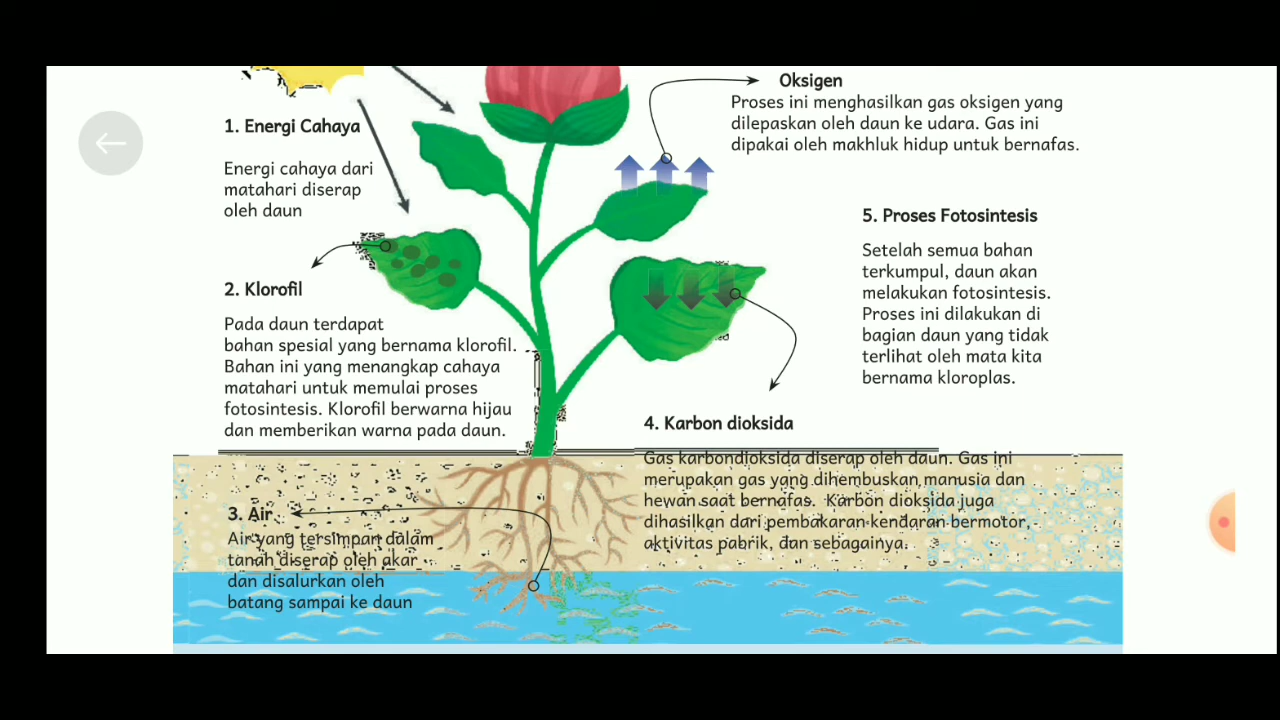 Oksigen
Proses ini menghasilkan gas oksigen yang
dilepaskan oleh daun ke udara. Gas ini
dipakai oleh makhluk hidup untuk bernafas.
1. Energi Cahaya
Energi cahaya dari
matahari diserap
oleh daun
2. Klorofil
Pada daun terdapat
bahan spesial yang bernama klorofil.
Bahan ini yang menangkap cahaya
matahari untuk memulai proses
fotosintesis. Klorofil berwarna hijau
dan memberikan warna pada daun.
3. Air
Air yang tersimpan dalam
tanah diserap oleh akar
dan disalurkan oleh
batang sampai ke daun
4. Karbon dioksida
Gas karbondioksida diserap oleh daun. Gas ini
merupakan gas yang dihembuskan manusia dan
hewan saat bernafas. Karbon dioksida juga
dihasilkan dari pembakaran kendaran bermotor,
aktivitas pabrik, dan sebagainya.
5. Proses Fotosintesis
Setelah semua bahan
terkumpul, daun akan
melakukan fotosintesis.
Proses ini dilakukan di
bagian daun yang tidak
terlihat oleh mata kita
bernama kloroplas.